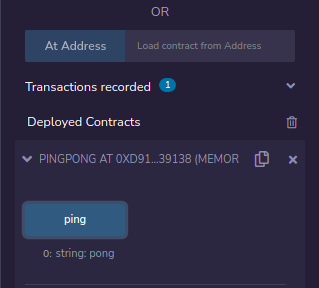 OR
At Address
Load contract from Address
Transactions recorded 1
Deployed Contracts
PINGPONG AT 0XD91...39138 (MEMOR
ping
0: string: pong